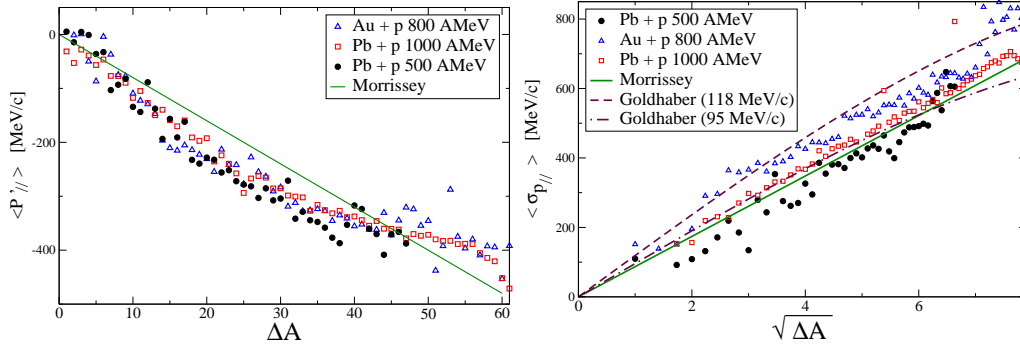 <P'//> [MeV/c]
0
-200
-400
0
10
20
30
40
50
60
ΔA
Au + p 800 AMeV
Pb + p 1000 AMeV
Pb + p 500 AMeV
Morrissey
< σp// > [MeV/c]
800
600
400
200
0
0
2
4
6
√ΔA
Pb + p 500 AMeV
Au + p 800 AMeV
Pb + p 1000 AMeV
Morrissey
Goldhaber (118 MeV/c)
Goldhaber (95 MeV/c)